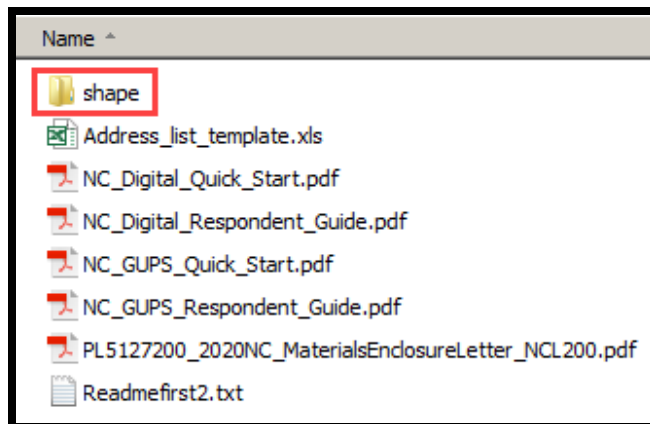 Name
shape
Address_list_template.xls
NC_Digital_Quick_Start.pdf
NC_Digital_Respondent_Guide.pdf
NC_GUPS_Quick_Start.pdf
NC_GUPS_Respondent_Guide.pdf
PL5127200_2020NC_MaterialsEnclosureLetter_NCL200.pdf
Readmefirst2.txt